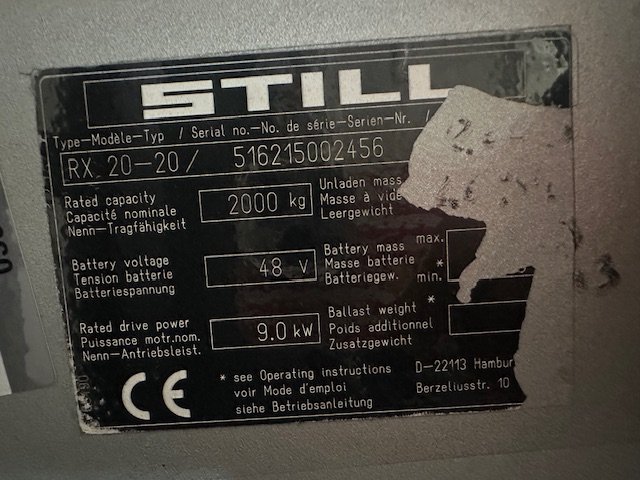 STILL
Type-Modèle-Typ / Serial no.-No. de série-Serien-Nr. /
RX 20-20/ 516215002456
Rated capacity
Capacité nominale
Nenn-Tragfähigkeit
2000 kg
Unladen mass
Masse à vide
Leergewicht
Battery voltage
Tension batterie
Batteriespannung
48 V
Battery mass
Masse batterie
Batteriegew.
max.
*
min.
Rated drive power
Puissance motr.nom.
Nenn-Antriebsleist.
9.0 kW
Ballast weight *
Poids additionnel
Zusatzgewicht
CE
* see Operating instructions
voir Mode d'emploi
siehe Betriebsanleitung
D-22113 Hambur
Berzeliusstr. 10